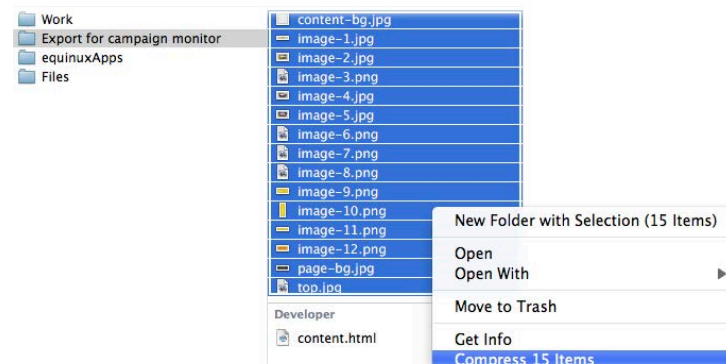 Work
Export for campaign monitor
equinuxApps
Files
content-bg.jpg
image-1.jpg
image-2.jpg
image-3.png
image-4.jpg
image-5.jpg
image-6.png
image-7.png
image-8.png
image-9.png
image-10.png
image-11.png
image-12.png
page-bg.jpg
top.jpg
Developer
content.html
New Folder with Selection (15 Items)
Open
Open With
Move to Trash
Get Info
Compress 15 Items